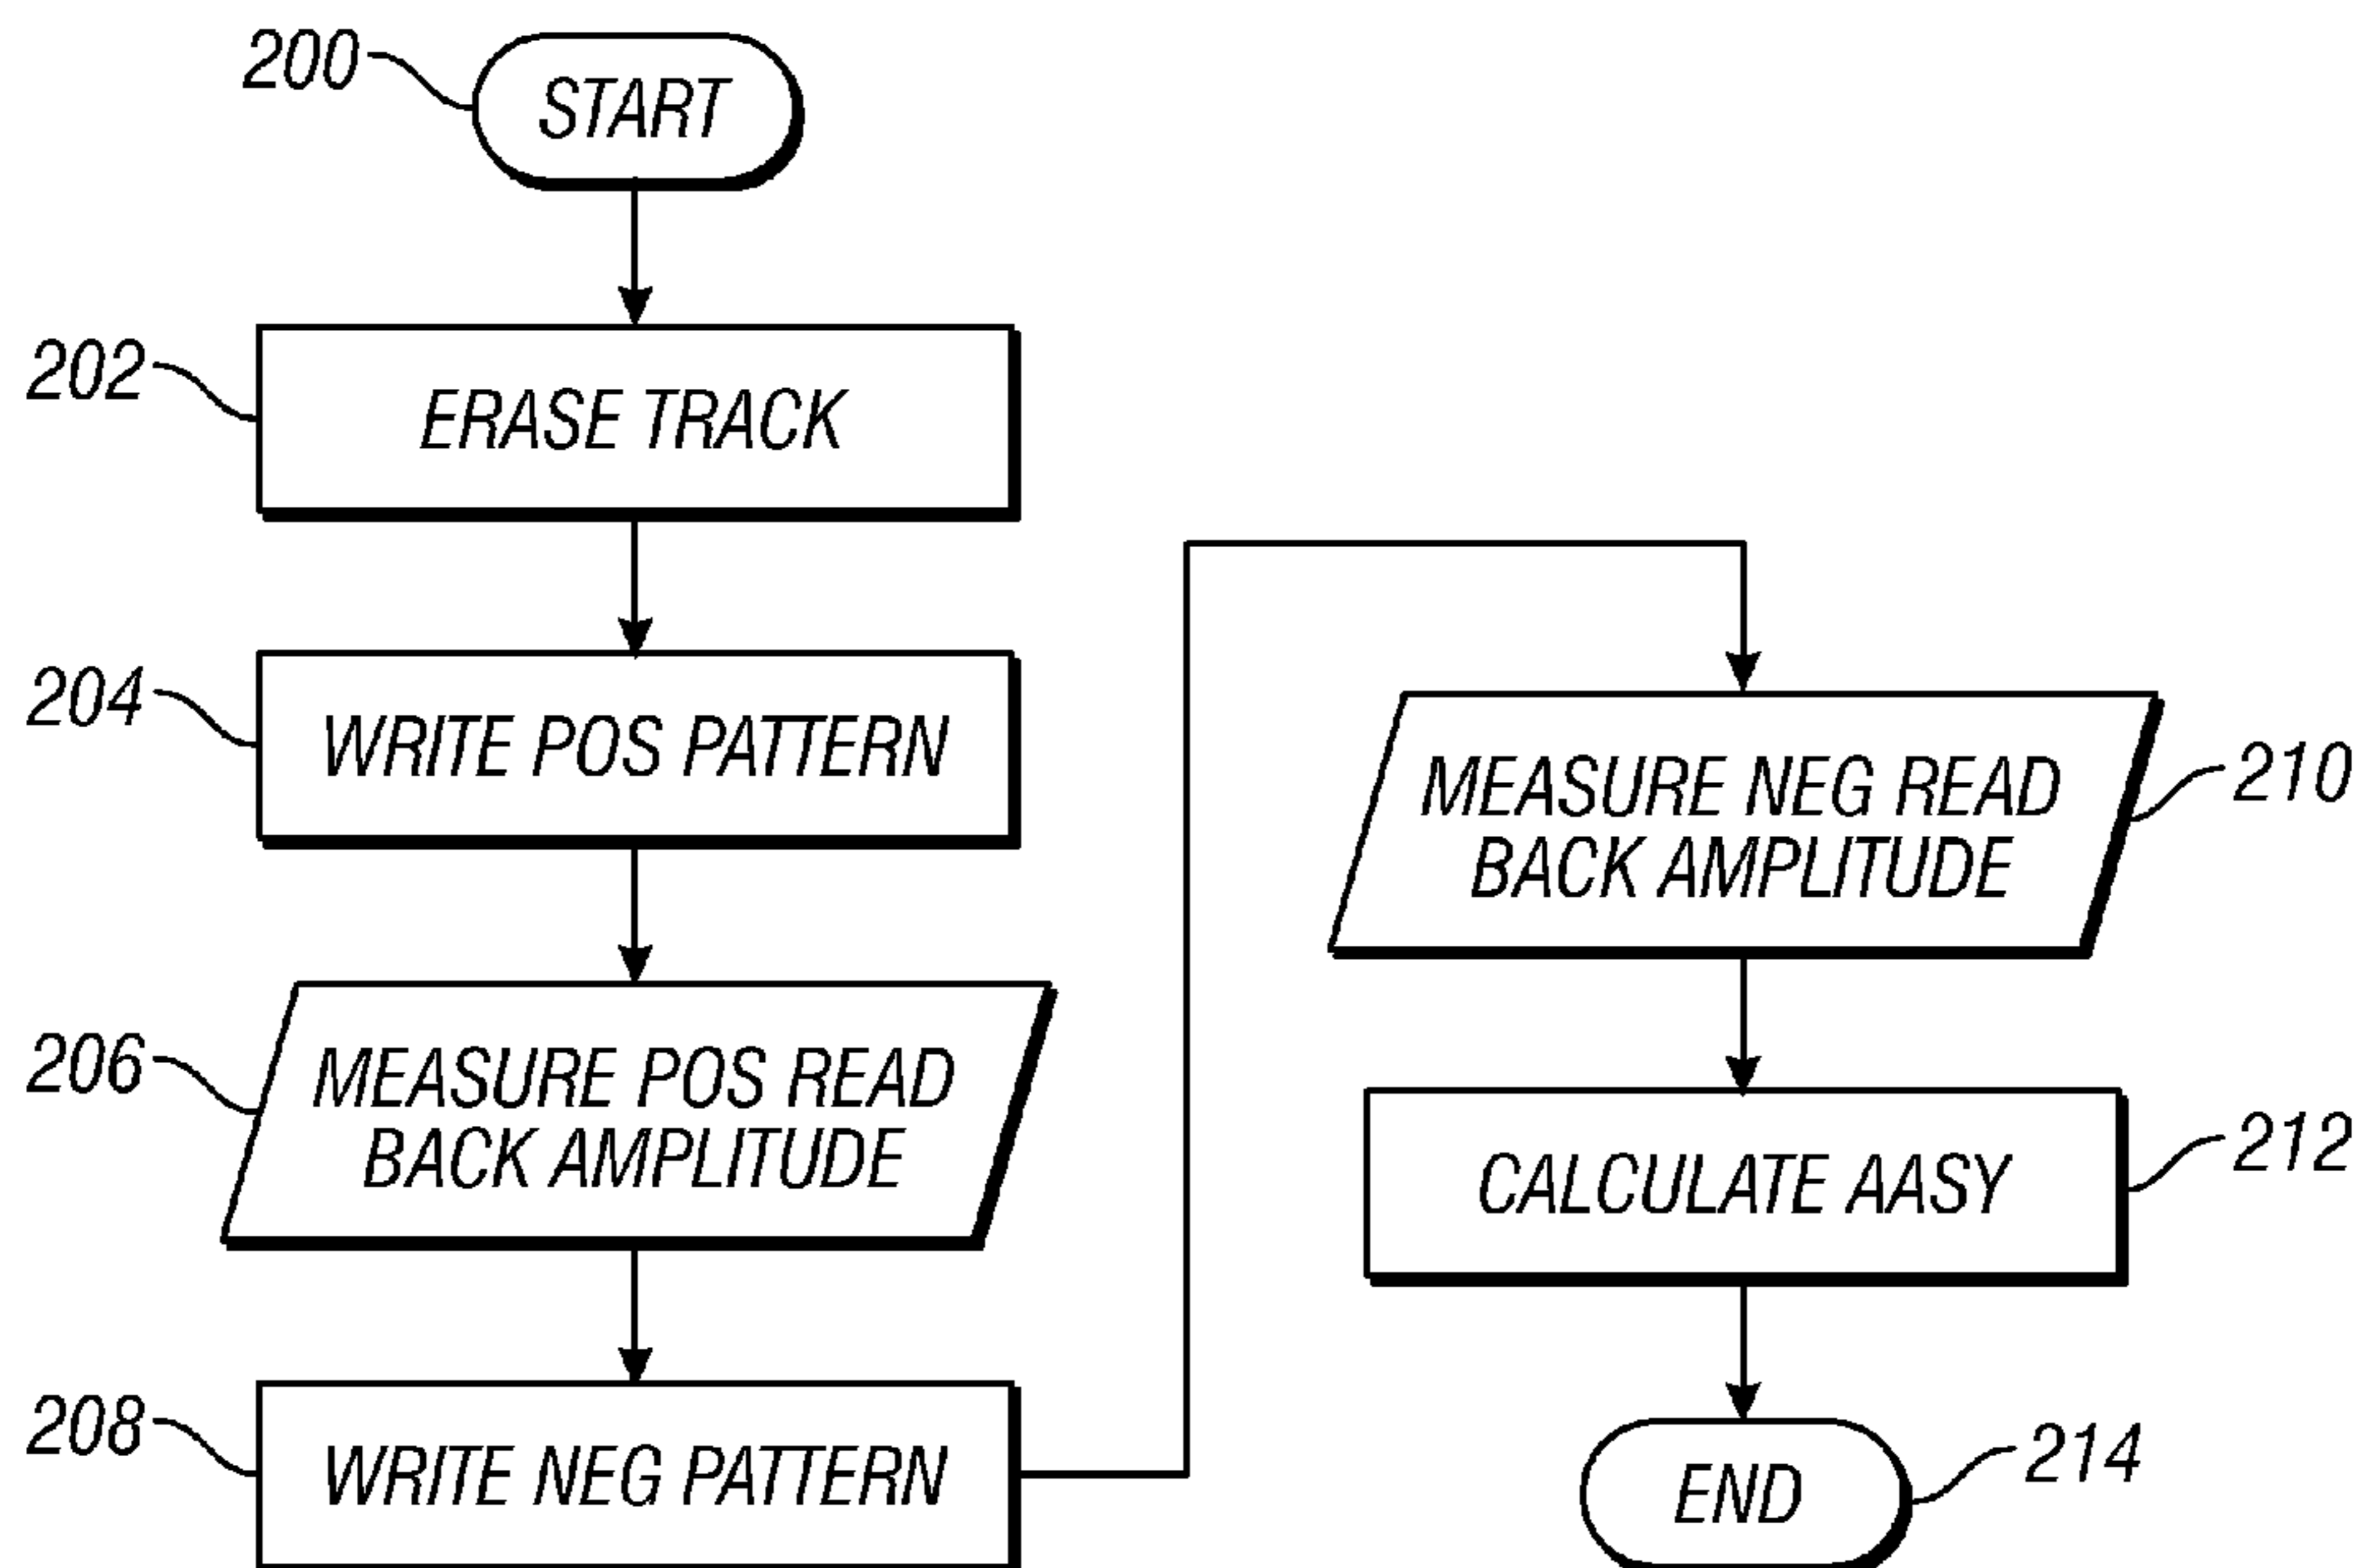 200
START
202
ERASE TRACK
204
WRITE POS PATTERN
206
MEASURE POS READ
BACK AMPLITUDE
208
WRITE NEG PATTERN
MEASURE NEG READ
BACK AMPLITUDE
210
CALCULATE AASY
212
END
214